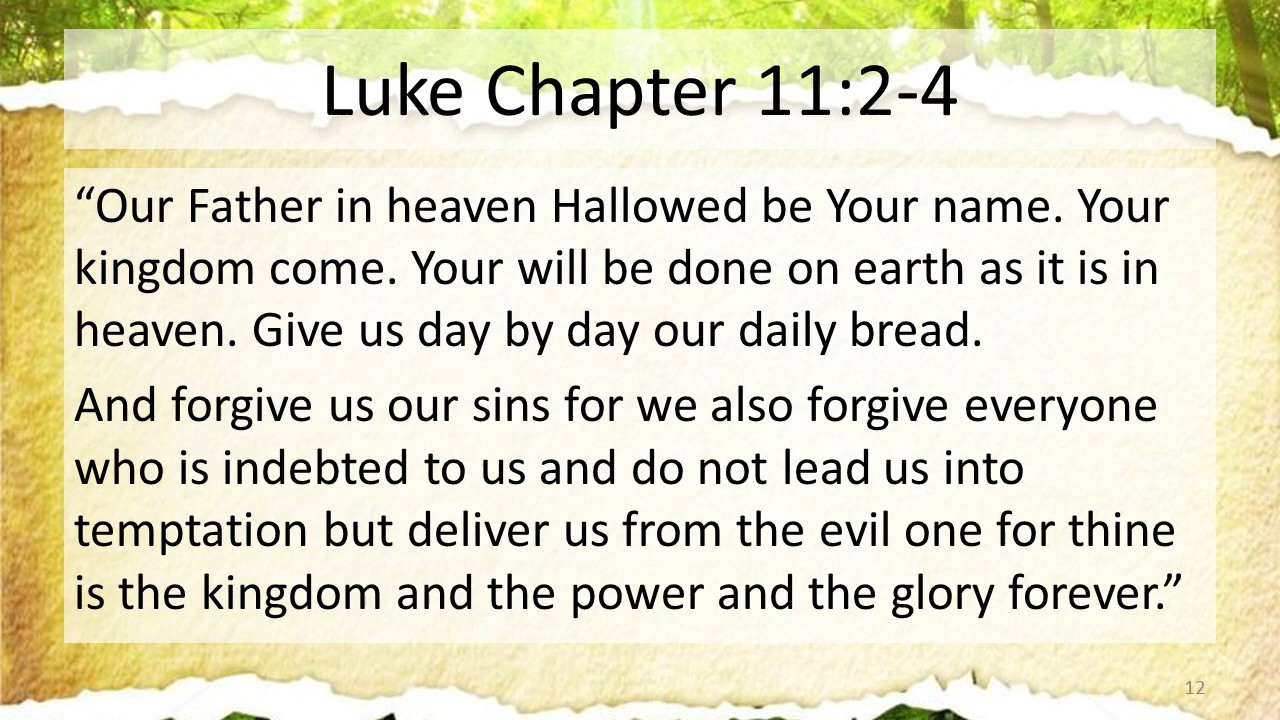 Luke Chapter 11:2-4
“Our Father in heaven Hallowed be Your name. Your
kingdom come. Your will be done on earth as it is in
heaven. Give us day by day our daily bread.
And forgive us our sins for we also forgive everyone
who is indebted to us and do not lead us into
temptation but deliver us from the evil one for thine
is the kingdom and the power and the glory forever.”
12